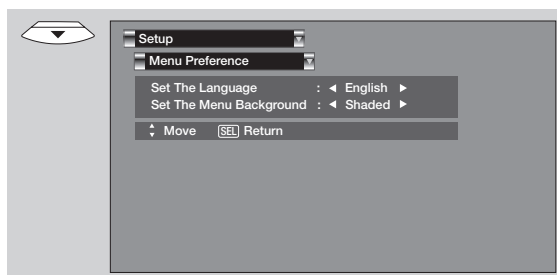 Setup
Menu Preference
Set The Language : ◄ English ►
Set The Menu Background : ◄ Shaded ►
Move SEL Return